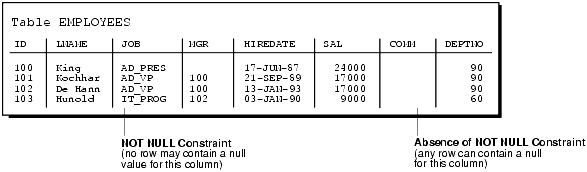 Table EMPLOYEES
ID LNAME JOB MGR HIREDATE SAL COMM DEPTNO
100 King AD_PRES 17-JUN-87 24000 90
101 Kochhar AD_VP 100 21-SEP-89 17000 90
102 De Hann AD_VP 100 13-JAN-93 17000 90
103 Hunold IT_PROG 102 03-JAN-90 9000 60
NOT NULL Constraint
(no row may contain a null
value for this column)
Absence of NOT NULL Constraint
(any row can contain a null
for this column)